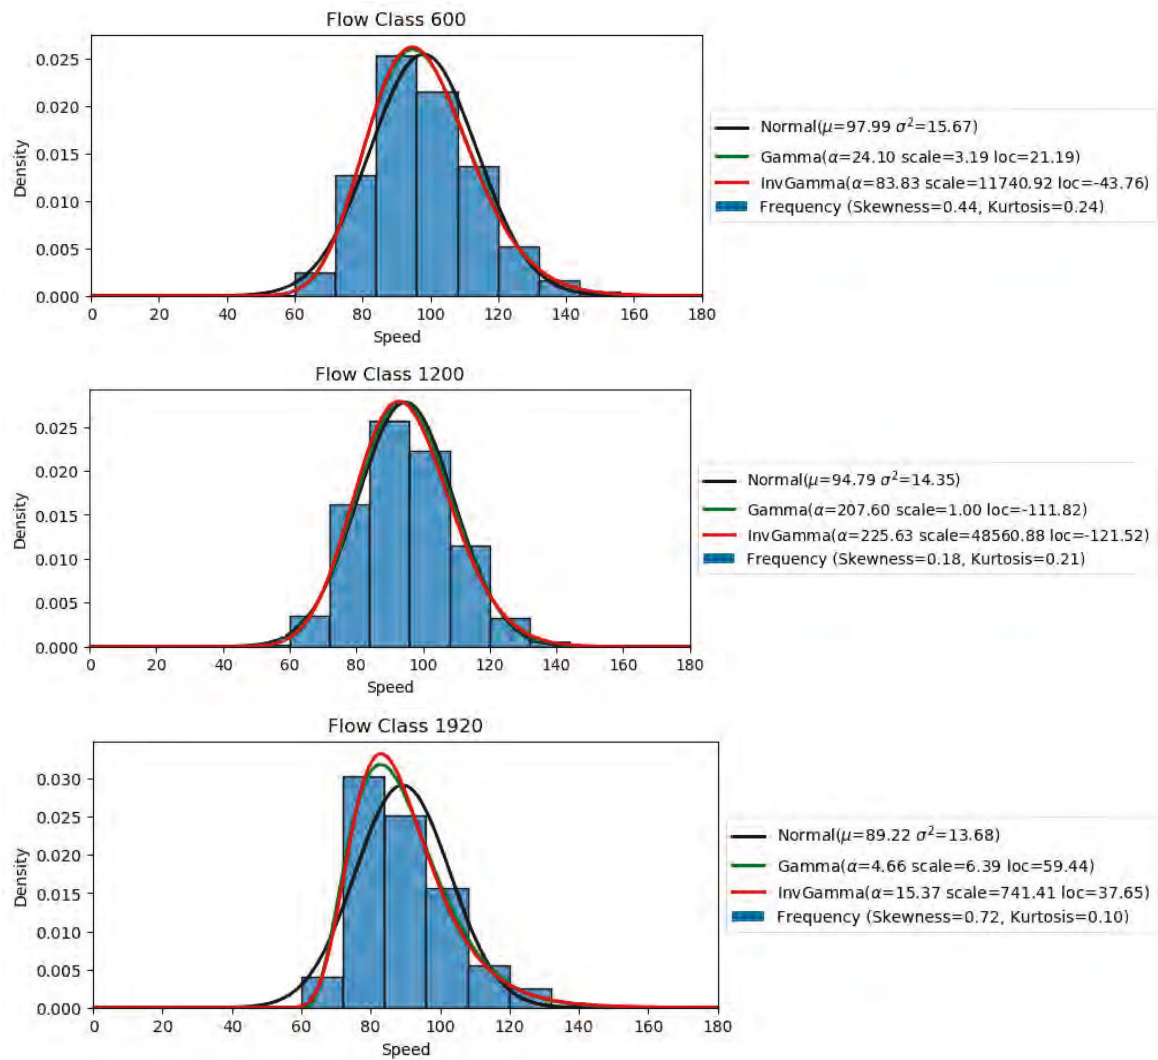 Flow Class 600
0.025
0.020
0.015
0.010
0.005
0.000
Density
0 20 40 60 80 100 120 140 160 180
Speed
Normal(μ=97.99 σ²=15.67)
Gamma(α=24.10 scale=3.19 loc=21.19)
InvGamma(α=83.83 scale=11740.92 loc=-43.76)
Frequency (Skewness=0.44, Kurtosis=0.24)
Flow Class 1200
0.025
0.020
0.015
0.010
0.005
0.000
Density
0 20 40 60 80 100 120 140 160 180
Speed
Normal(μ=94.79 σ²=14.35)
Gamma(α=207.60 scale=1.00 loc=-111.82)
InvGamma(α=225.63 scale=48560.88 loc=-121.52)
Frequency (Skewness=0.18, Kurtosis=0.21)
Flow Class 1920
0.030
0.025
0.020
0.015
0.010
0.005
0.000
Density
0 20 40 60 80 100 120 140 160 180
Speed
Normal(μ=89.22 σ²=13.68)
Gamma(α=4.66 scale=6.39 loc=59.44)
InvGamma(α=15.37 scale=741.41 loc=37.65)
Frequency (Skewness=0.72, Kurtosis=0.10)